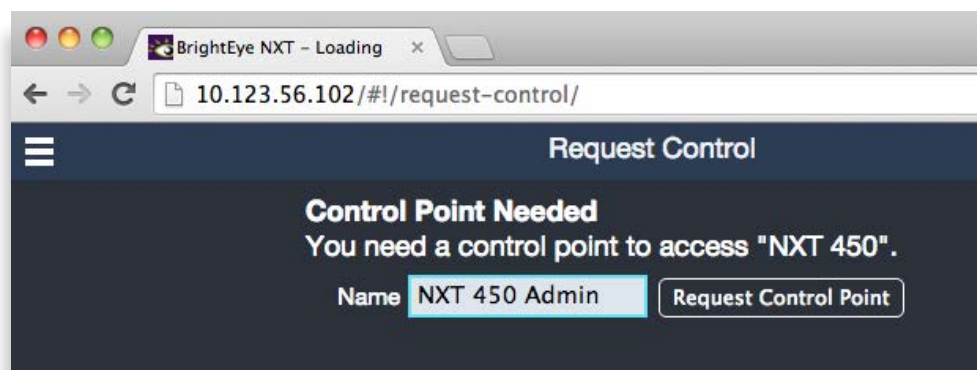 BrightEye NXT – Loading ×
10.123.56.102/#!/request-control/
Request Control
Control Point Needed
You need a control point to access "NXT 450".
Name NXT 450 Admin Request Control Point